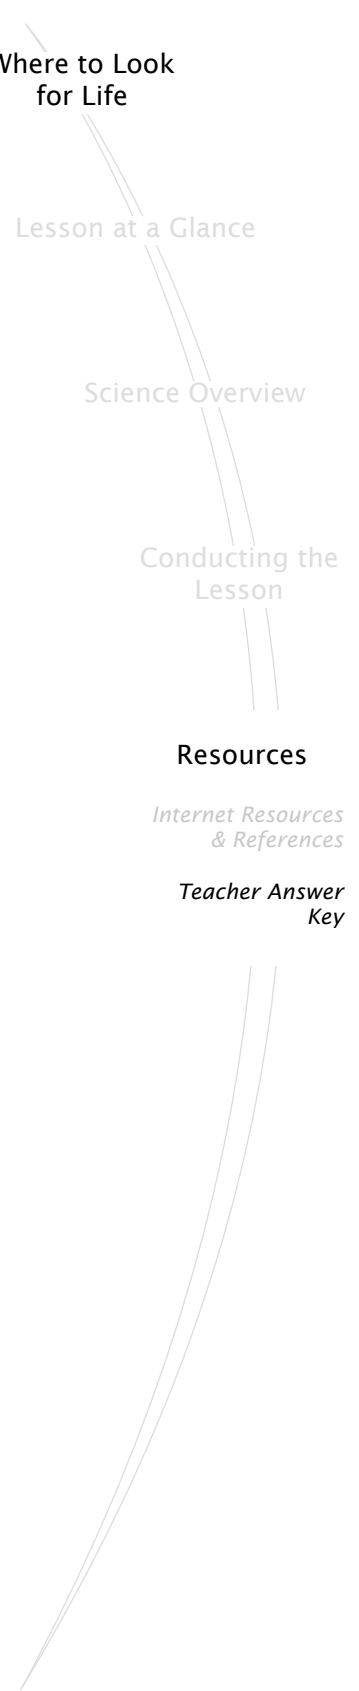 Where to Look
for Life
Lesson at a Glance
Science Overview
Conducting the
Lesson
Resources
Internet Resources
& References
Teacher Answer
Key